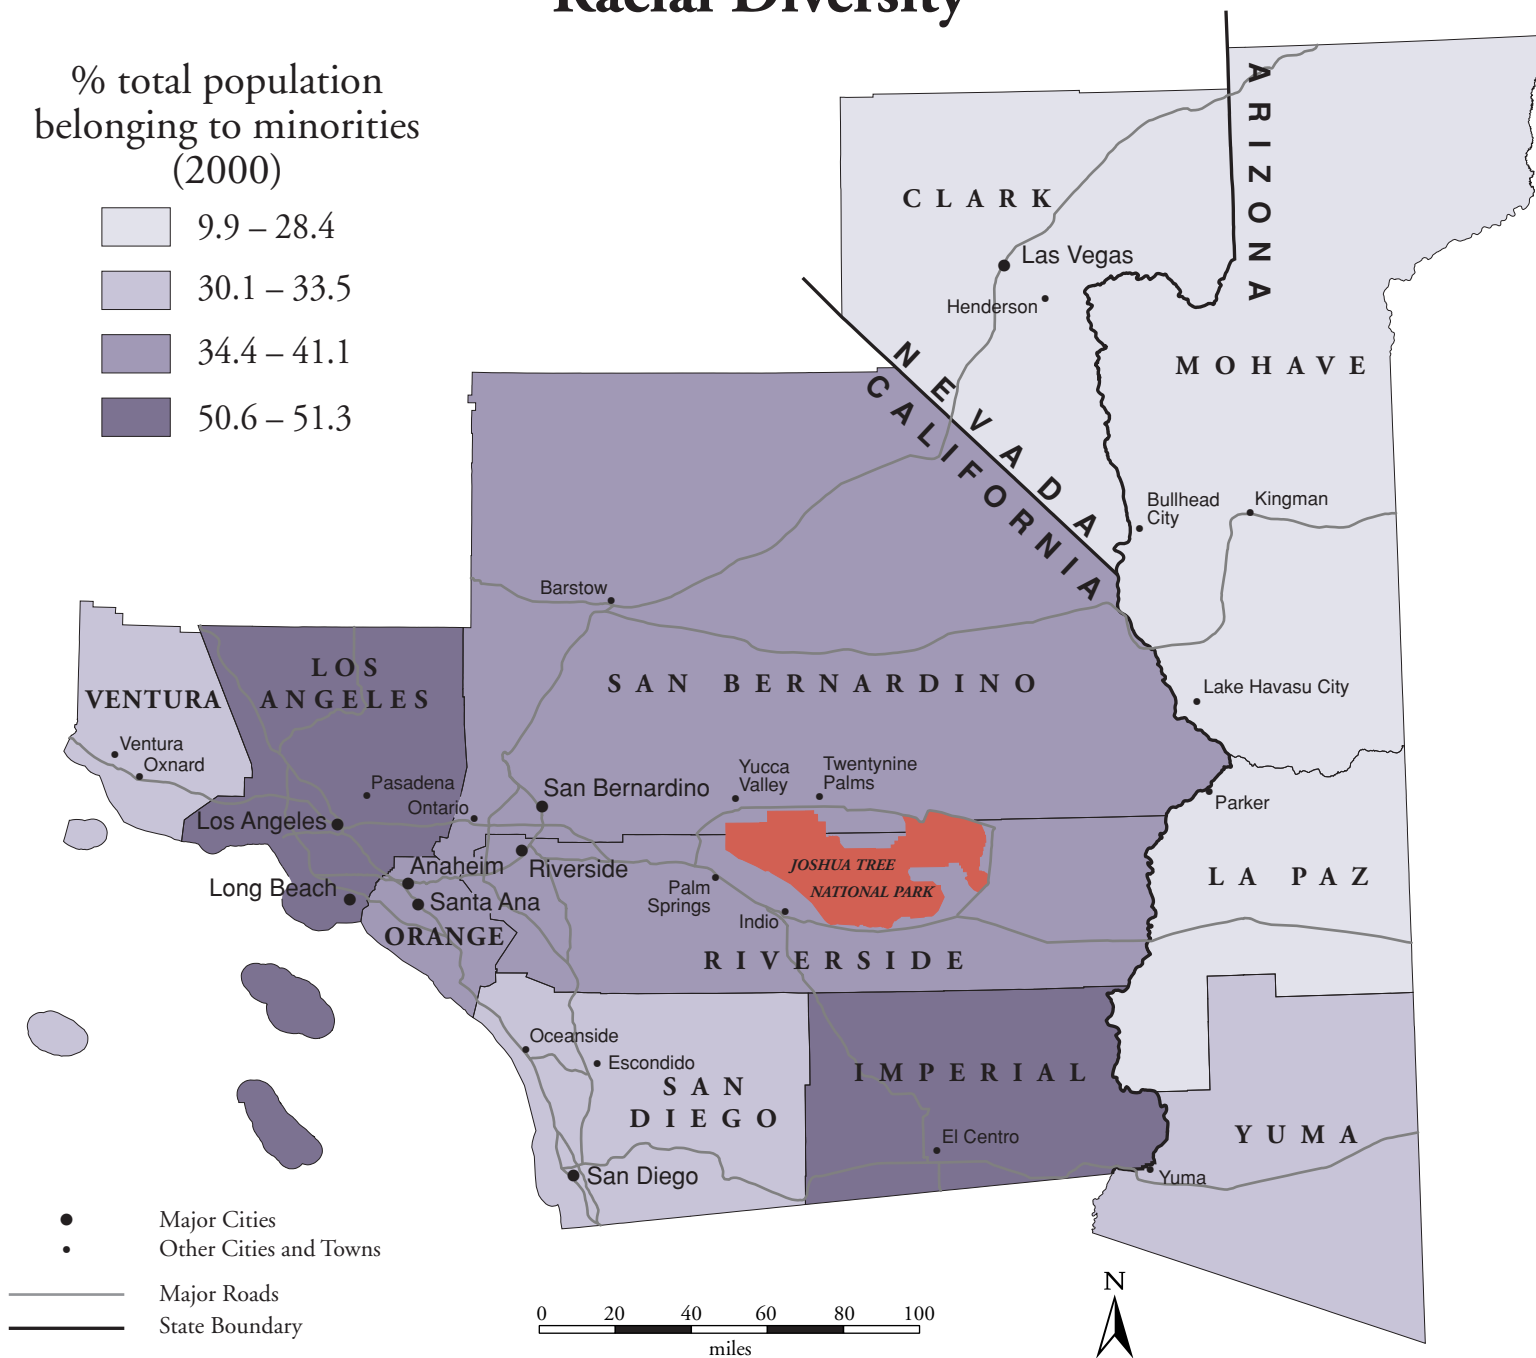 Racial Diversity
% total population
belonging to minorities
(2000)
9.9 – 28.4
30.1 – 33.5
34.4 – 41.1
50.6 – 51.3
ARIZONA
CLARK
Las Vegas
Henderson
NEVADA
CALIFORNIA
MOHAVE
Bullhead
City
Kingman
Barstow
LOS
ANGELES
VENTURA
SAN BERNARDINO
Lake Havasu City
Ventura
Oxnard
Pasadena
Ontario
Los Angeles
San Bernardino
Yucca
Valley
Twentynine
Palms
Parker
Anaheim
Riverside
Long Beach
Santa Ana
ORANGE
Palm
Springs
Indio
JOSHUA TREE
NATIONAL PARK
LA PAZ
RIVERSIDE
Oceanside
Escondido
SAN
DIEGO
San Diego
IMPERIAL
El Centro
YUMA
Yuma
Major Cities
Other Cities and Towns
Major Roads
State Boundary
0 20 40 60 80 100
miles
N